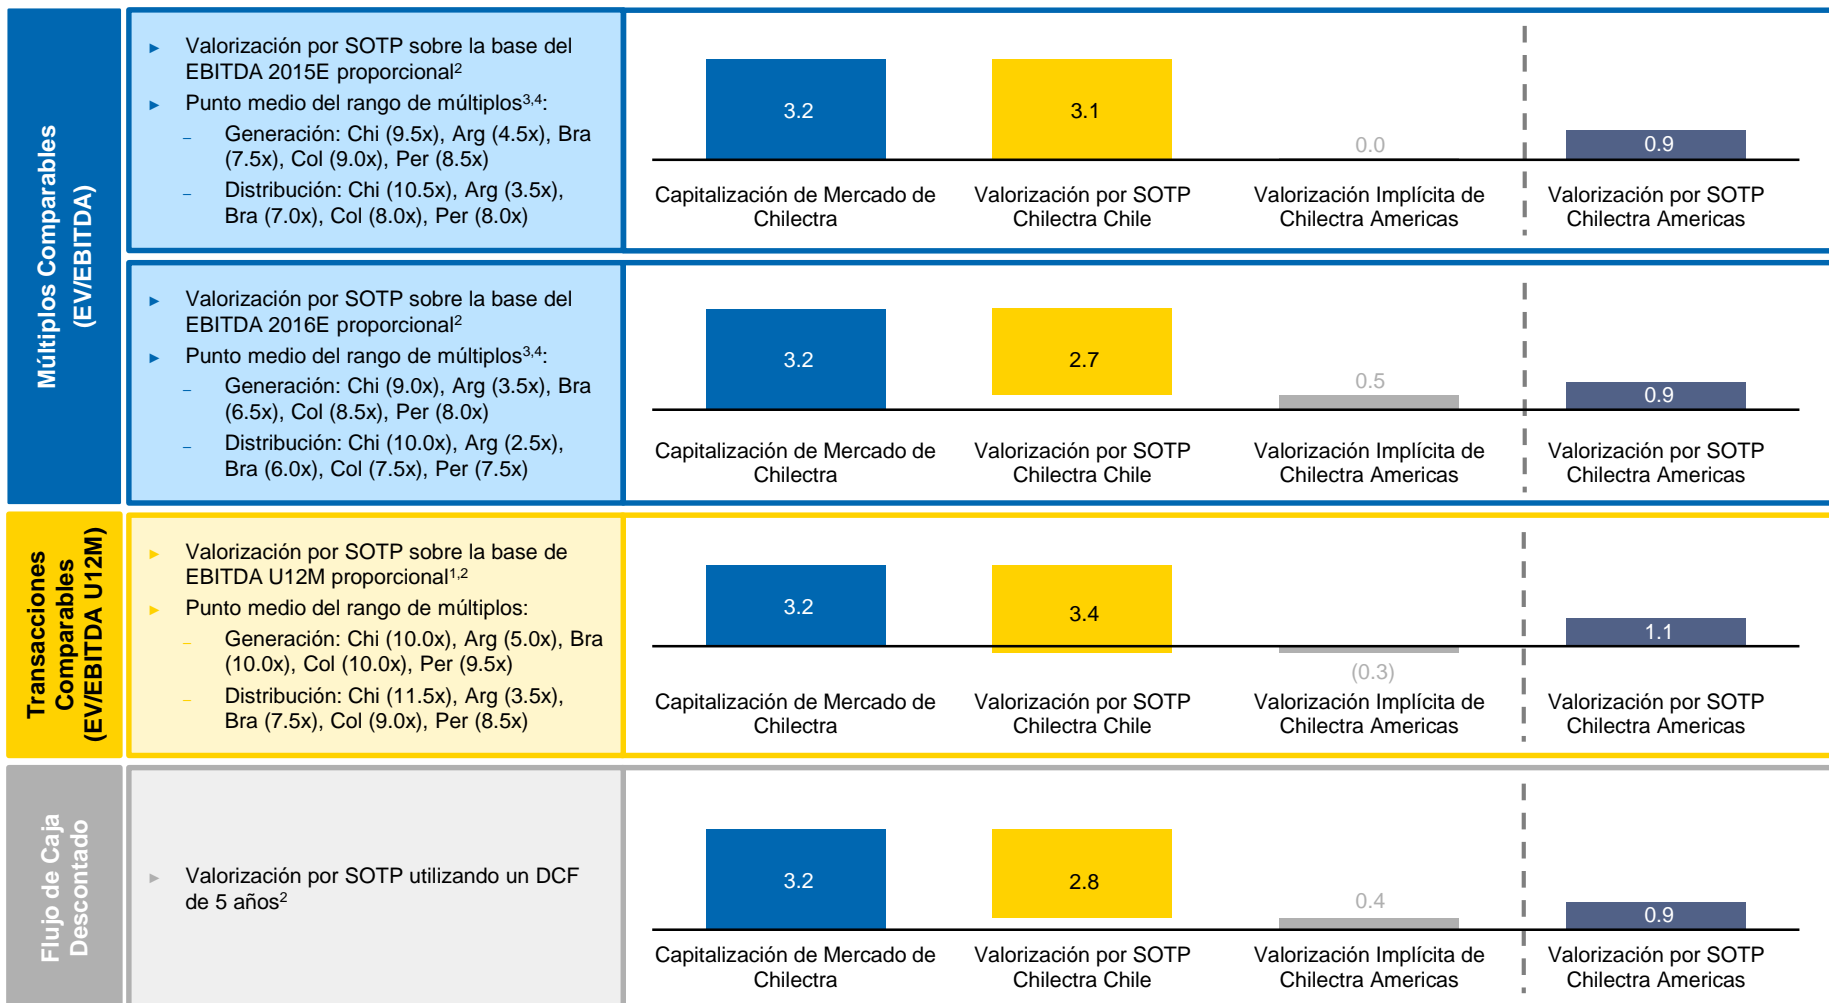 Múltiplos Comparables
(EV/EBITDA)
► Valorización por SOTP sobre la base del
EBITDA 2015E proporcional²
► Punto medio del rango de múltiplos³,⁴:
– Generación: Chi (9.5x), Arg (4.5x), Bra
(7.5x), Col (9.0x), Per (8.5x)
– Distribución: Chi (10.5x), Arg (3.5x),
Bra (7.0x), Col (8.0x), Per (8.0x)
3.2
3.1
0.0
0.9
Capitalización de Mercado de
Chilectra
Valorización por SOTP
Chilectra Chile
Valorización Implícita de
Chilectra Americas
Valorización por SOTP
Chilectra Americas
► Valorización por SOTP sobre la base del
EBITDA 2016E proporcional²
► Punto medio del rango de múltiplos³,⁴:
– Generación: Chi (9.0x), Arg (3.5x), Bra
(6.5x), Col (8.5x), Per (8.0x)
– Distribución: Chi (10.0x), Arg (2.5x),
Bra (6.0x), Col (7.5x), Per (7.5x)
3.2
2.7
0.5
0.9
Capitalización de Mercado de
Chilectra
Valorización por SOTP
Chilectra Chile
Valorización Implícita de
Chilectra Americas
Valorización por SOTP
Chilectra Americas
Transacciones
Comparables
(EV/EBITDA U12M)
► Valorización por SOTP sobre la base de
EBITDA U12M proporcional¹,²
► Punto medio del rango de múltiplos:
– Generación: Chi (10.0x), Arg (5.0x), Bra
(10.0x), Col (10.0x), Per (9.5x)
– Distribución: Chi (11.5x), Arg (3.5x),
Bra (7.5x), Col (9.0x), Per (8.5x)
3.2
3.4
(0.3)
1.1
Capitalización de Mercado de
Chilectra
Valorización por SOTP
Chilectra Chile
Valorización Implícita de
Chilectra Americas
Valorización por SOTP
Chilectra Americas
Flujo de Caja
Descontado
► Valorización por SOTP utilizando un DCF
de 5 años²
3.2
2.8
0.4
0.9
Capitalización de Mercado de
Chilectra
Valorización por SOTP
Chilectra Chile
Valorización Implícita de
Chilectra Americas
Valorización por SOTP
Chilectra Americas